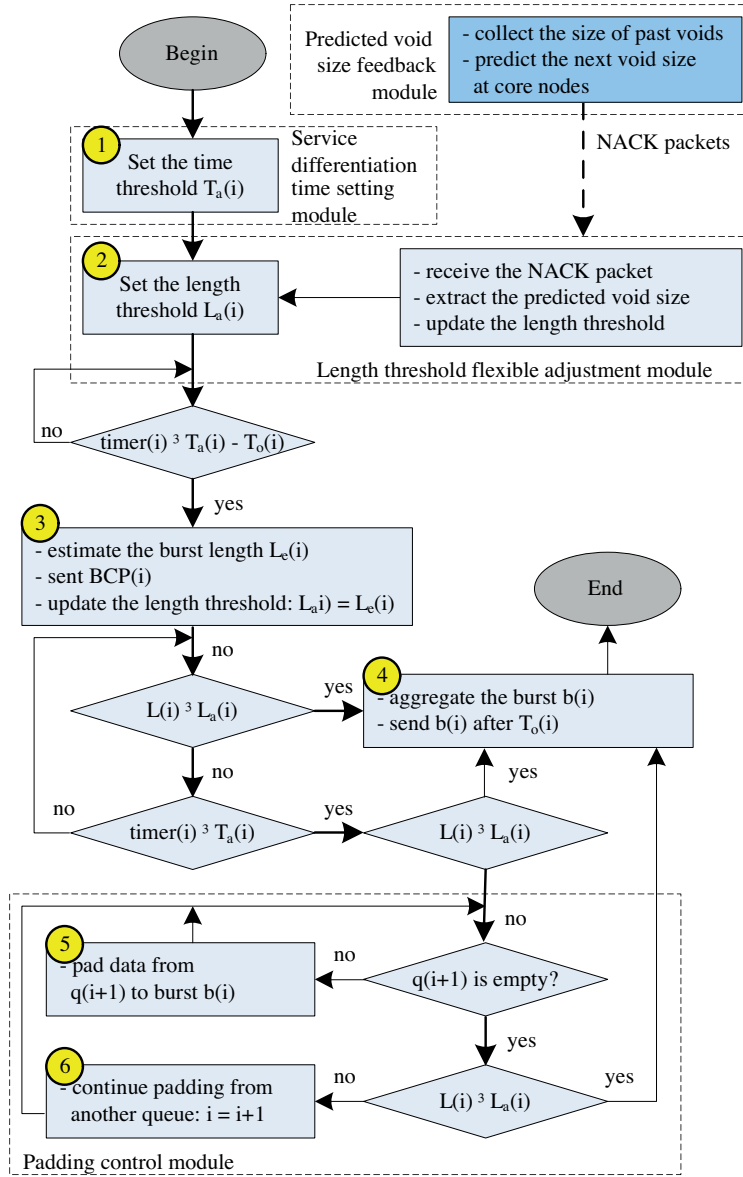 Begin
Predicted void
size feedback
module
- collect the size of past voids
- predict the next void size
at core nodes
NACK packets
1
Set the time
threshold Ta(i)
Service
differentiation
time setting
module
2
Set the length
threshold La(i)
- receive the NACK packet
- extract the predicted void size
- update the length threshold
Length threshold flexible adjustment module
no
timer(i) ³ Ta(i) - To(i)
yes
3
- estimate the burst length Le(i)
- sent BCP(i)
- update the length threshold: Lai) = Le(i)
End
no
L(i) ³ La(i)
yes
4
- aggregate the burst b(i)
- send b(i) after To(i)
no
yes
no
timer(i) ³ Ta(i)
yes
L(i) ³ La(i)
no
5
- pad data from
q(i+1) to burst b(i)
no
q(i+1) is empty?
yes
6
- continue padding from
another queue: i = i+1
no
L(i) ³ La(i)
yes
Padding control module